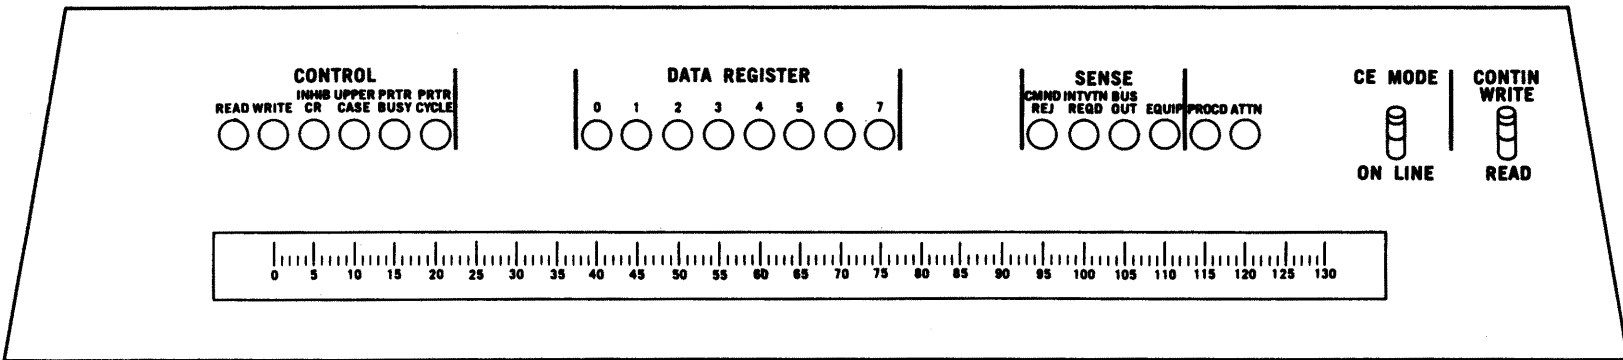 CONTROL
READ WRITE INHIB CR UPPER CASE PRTR BUSY PRTR CYCLE
DATA REGISTER
0 1 2 3 4 5 6 7
SENSE
CMND REJ INTVTN REQD BUS OUT EQUIP PROCD ATTN
CE MODE
ON LINE
CONTIN
WRITE
READ
0 5 10 15 20 25 30 35 40 45 50 55 60 65 70 75 80 85 90 95 100 105 110 115 120 125 130